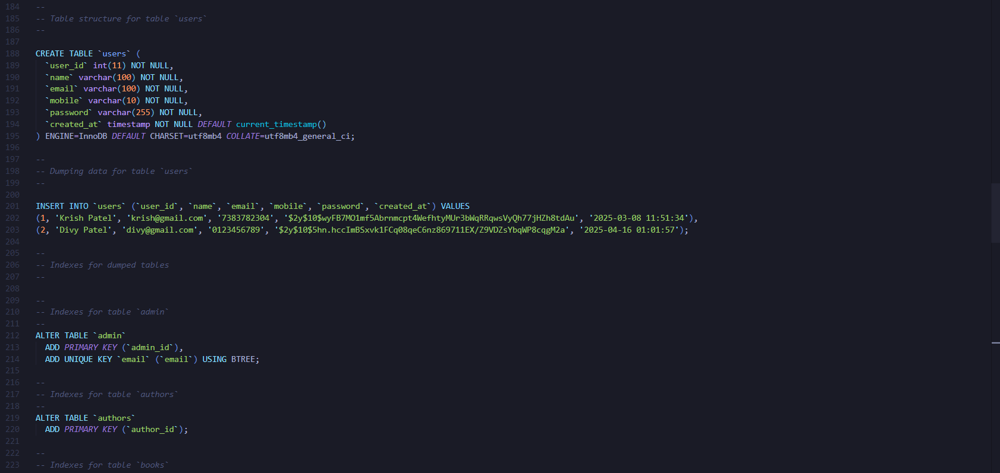 184 --
185 -- Table structure for table `users`
186 --
187
188 CREATE TABLE `users` (
189   `user_id` int(11) NOT NULL,
190   `name` varchar(100) NOT NULL,
191   `email` varchar(100) NOT NULL,
192   `mobile` varchar(10) NOT NULL,
193   `password` varchar(255) NOT NULL,
194   `created_at` timestamp NOT NULL DEFAULT current_timestamp()
195 ) ENGINE=InnoDB DEFAULT CHARSET=utf8mb4 COLLATE=utf8mb4_general_ci;
196
197 --
198 -- Dumping data for table `users`
199 --
200
201 INSERT INTO `users` (`user_id`, `name`, `email`, `mobile`, `password`, `created_at`) VALUES
202 (1, 'Krish Patel', 'krish@gmail.com', '7383782304', '$2y$10$wyFB7MO1mf5Abrnmcpt4WefhtyMUr3bWqRRqwsVyQh77jHZh8tdAu', '2025-03-08 11:51:34'),
203 (2, 'Divy Patel', 'divy@gmail.com', '0123456789', '$2y$10$5hn.hccImBSxvk1FCq08qeC6nz869711EX/Z9VDZsYbqWP8cqgM2a', '2025-04-16 01:01:57');
204
205 --
206 -- Indexes for dumped tables
207 --
208
209 --
210 -- Indexes for table `admin`
211 --
212 ALTER TABLE `admin`
213   ADD PRIMARY KEY (`admin_id`),
214   ADD UNIQUE KEY `email` (`email`) USING BTREE;
215
216 --
217 -- Indexes for table `authors`
218 --
219 ALTER TABLE `authors`
220   ADD PRIMARY KEY (`author_id`);
221
222 --
223 -- Indexes for table `books`